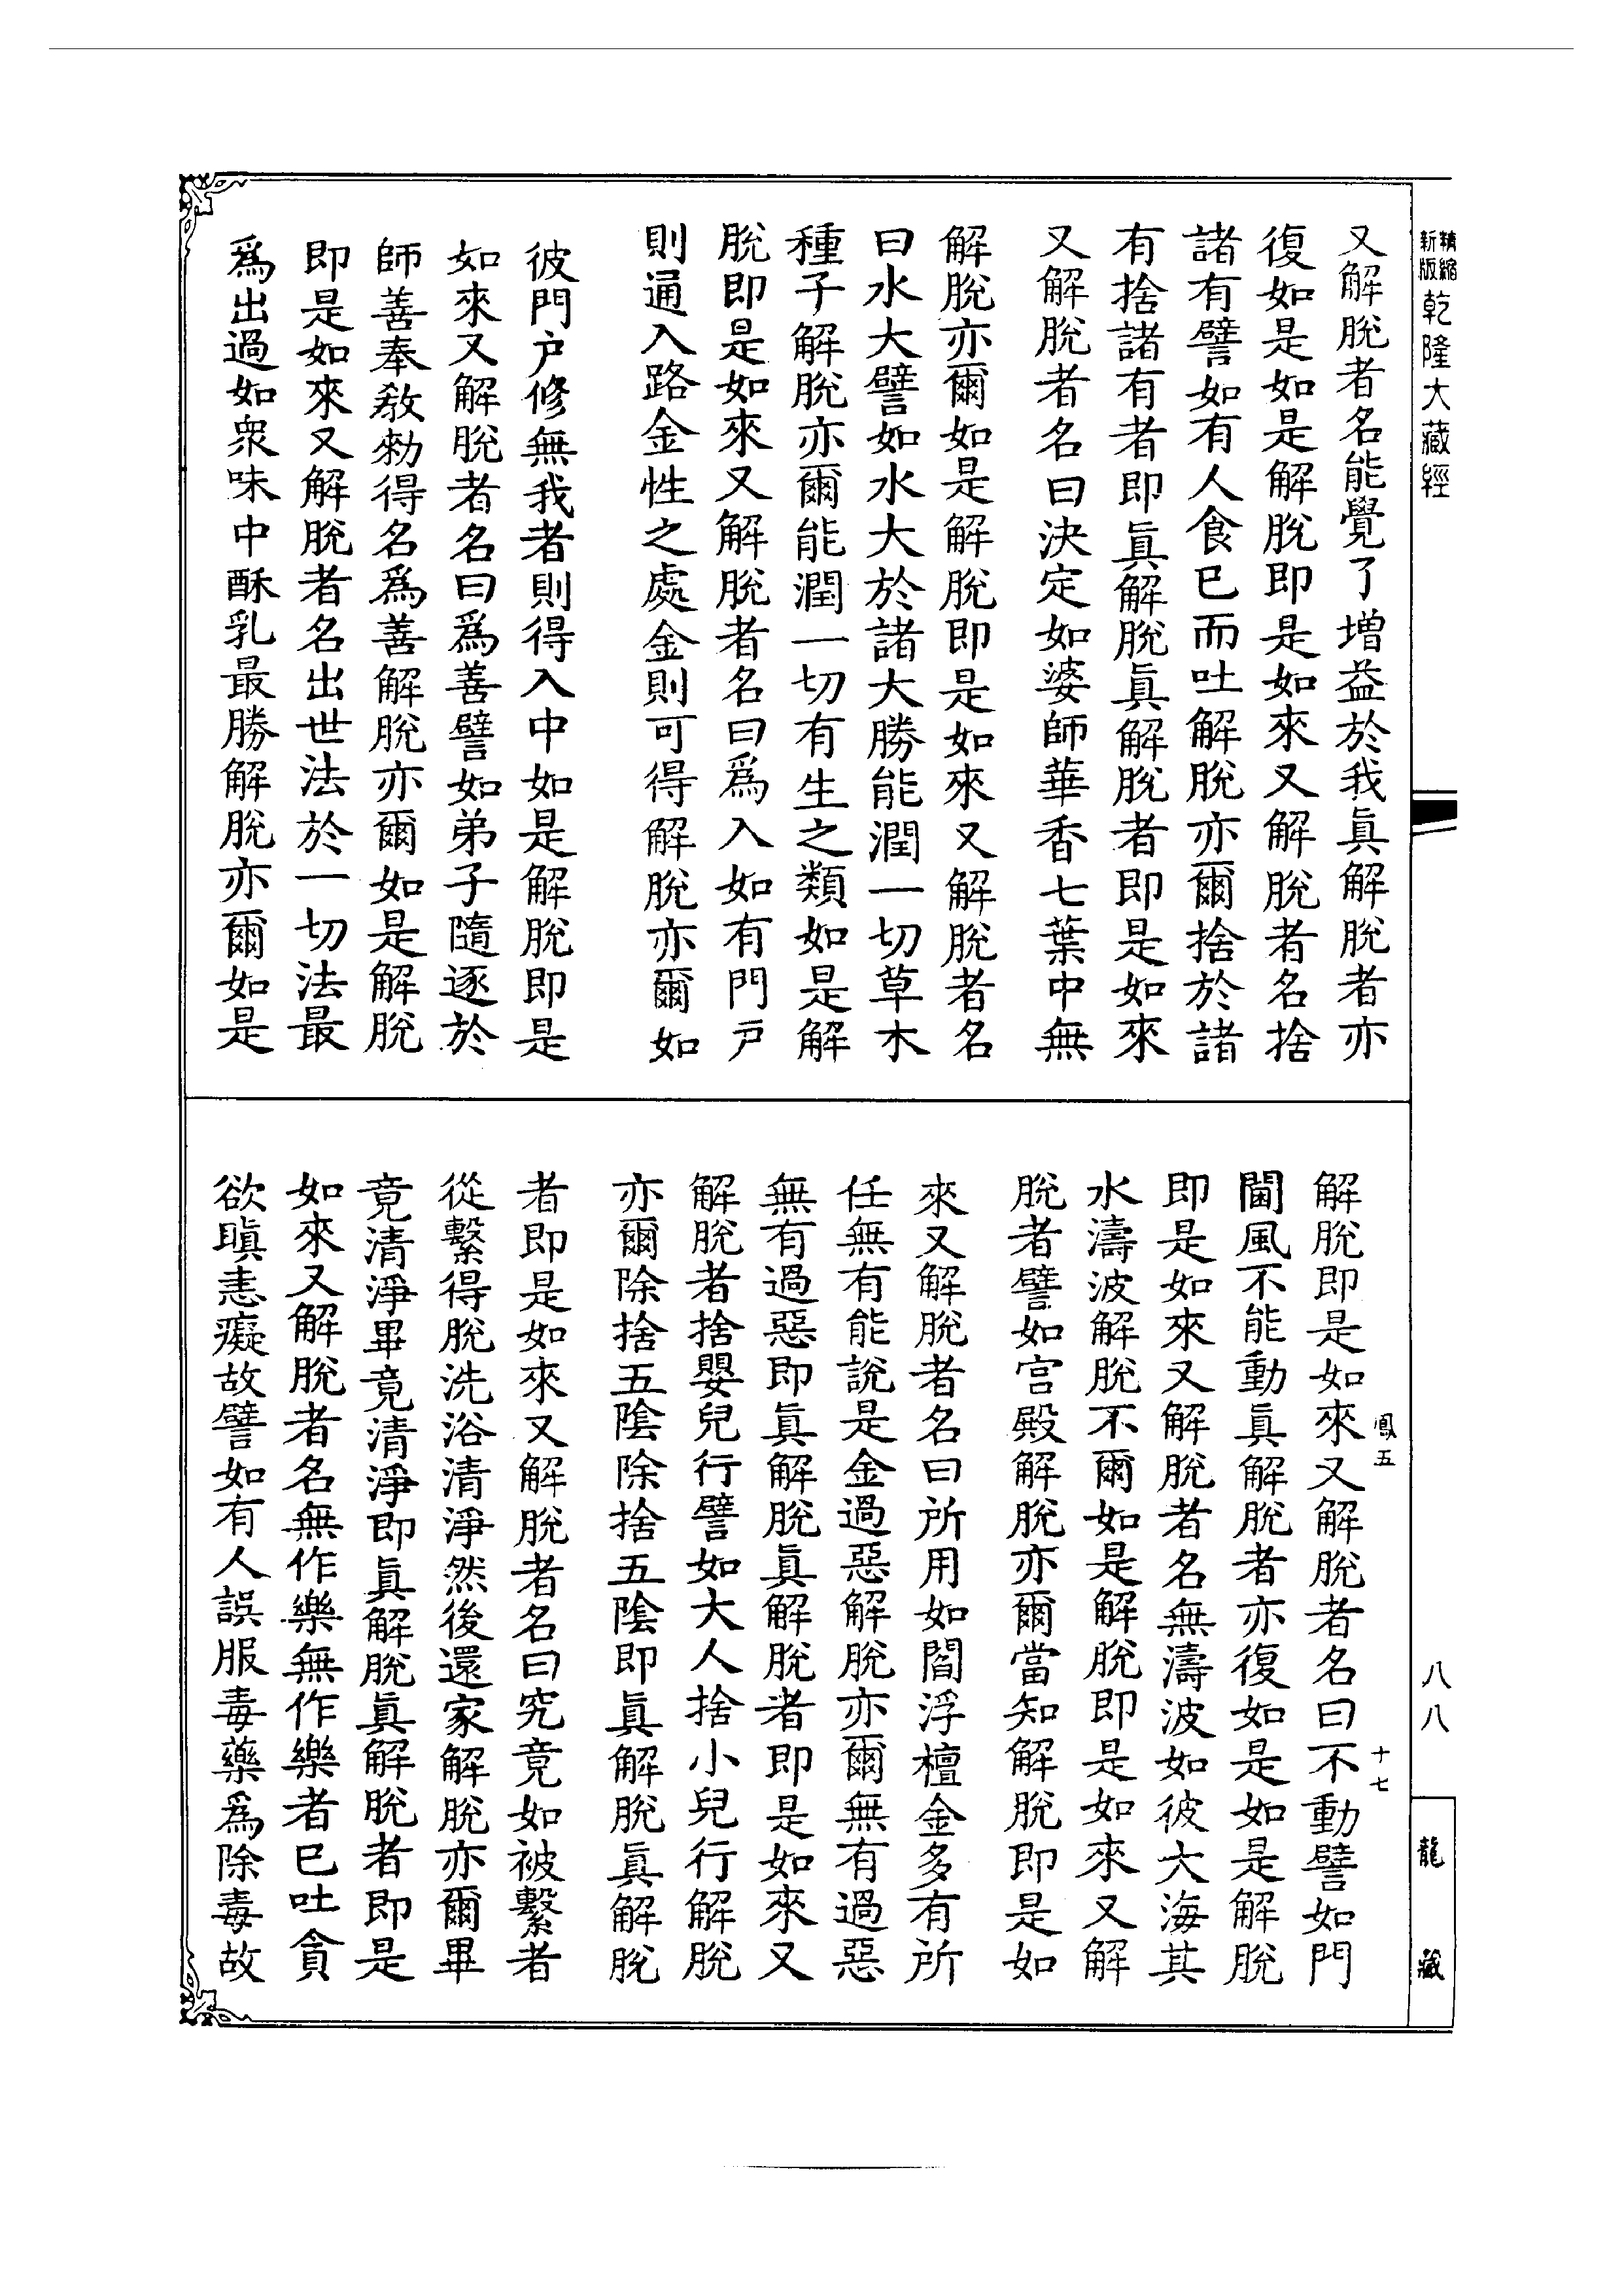 精縮新版乾隆大藏經
又解脫者名能覺了增益於我眞解脫者亦
復如是如是解脫即是如來又解脫者名捨
諸有譬如有人食已而吐解脫亦爾捨於諸
有捨諸有者即眞解脫眞解脫者即是如來
又解脫者名曰決定如婆師華香七葉中無
解脫亦爾如是解脫即是如來又解脫者名
曰水大譬如水大於諸大勝能潤一切草木
種子解脫亦爾能潤一切有生之類如是解
脫即是如來又解脫者名曰爲入如有門戶
則通入路金性之處金則可得解脫亦爾如
彼門户修無我者則得入中如是解脫即是
如來又解脫者名曰爲善譬如弟子隨逐於
師善奉敎勑得名爲善解脫亦爾如是解脫
即是如來又解脫者名出世法於一切法最
爲出過如衆味中酥乳最勝解脫亦爾如是
解脫即是如來又解脫者名曰不動譬如門
閫風不能動眞解脫者亦復如是如是解脫
即是如來又解脫者名無濤波如彼大海其
水濤波解脫不爾如是解脫即是如來又解
脫者譬如宮殿解脫亦爾當知解脫即是如
來又解脫者名曰所用如閻浮檀金多有所
任無有能說是金過惡解脫亦爾無有過惡
無有過惡即眞解脫眞解脫者即是如來又
解脫者捨嬰兒行譬如大人捨小兒行解脫
亦爾除捨五陰除捨五陰即眞解脫眞解脫
者即是如來又解脫者名曰究竟如被繫者
從繫得脫洗浴清淨然後還家解脫亦爾畢
竟清淨畢竟清淨即眞解脫眞解脫者即是
如來又解脫者名無作樂無作樂者已吐貪
欲瞋恚癡故譬如有人誤服毒藥爲除毒故
鳳五
十七
八八
龍藏